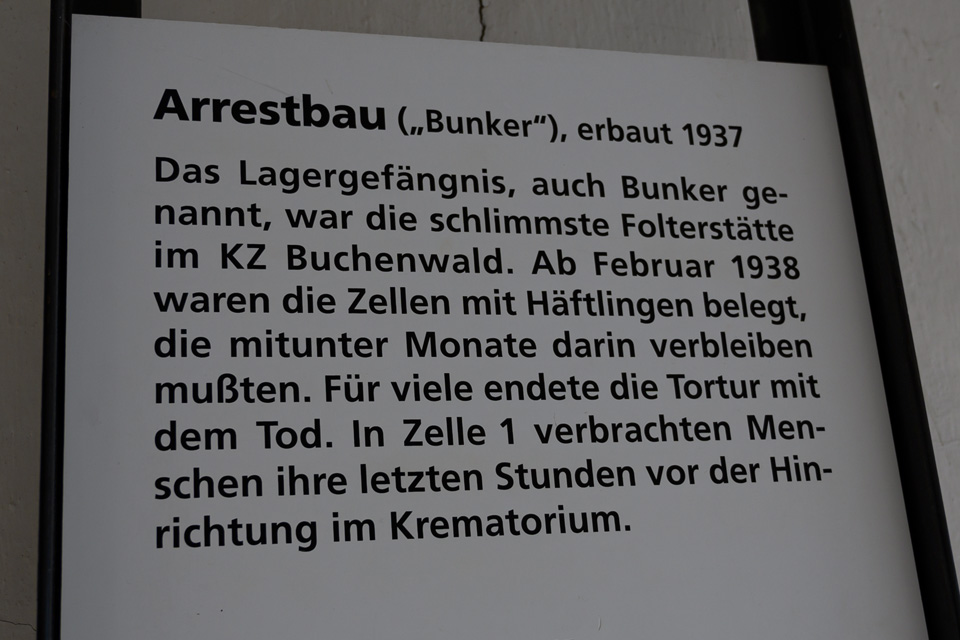 Arrestbau („Bunker“), erbaut 1937
Das Lagergefängnis, auch Bunker ge-
nannt, war die schlimmste Folterstätte
im KZ Buchenwald. Ab Februar 1938
waren die Zellen mit Häftlingen belegt,
die mitunter Monate darin verbleiben
mußten. Für viele endete die Tortur mit
dem Tod. In Zelle 1 verbrachten Men-
schen ihre letzten Stunden vor der Hin-
richtung im Krematorium.